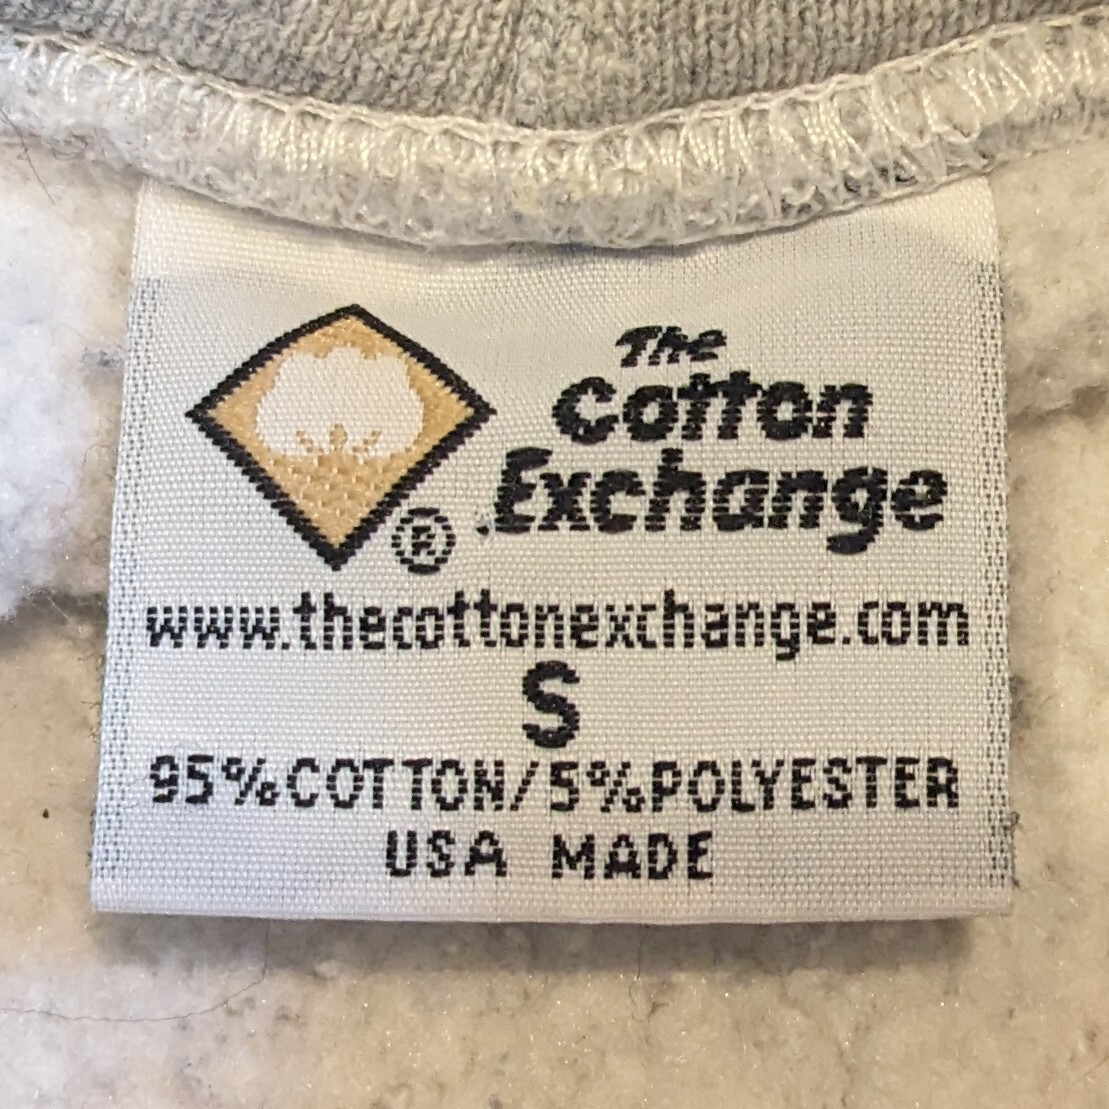 The
Cotton
Exchange
®
www.thecottonexchange.com
S
95%COTTON/5%POLYESTER
USA MADE